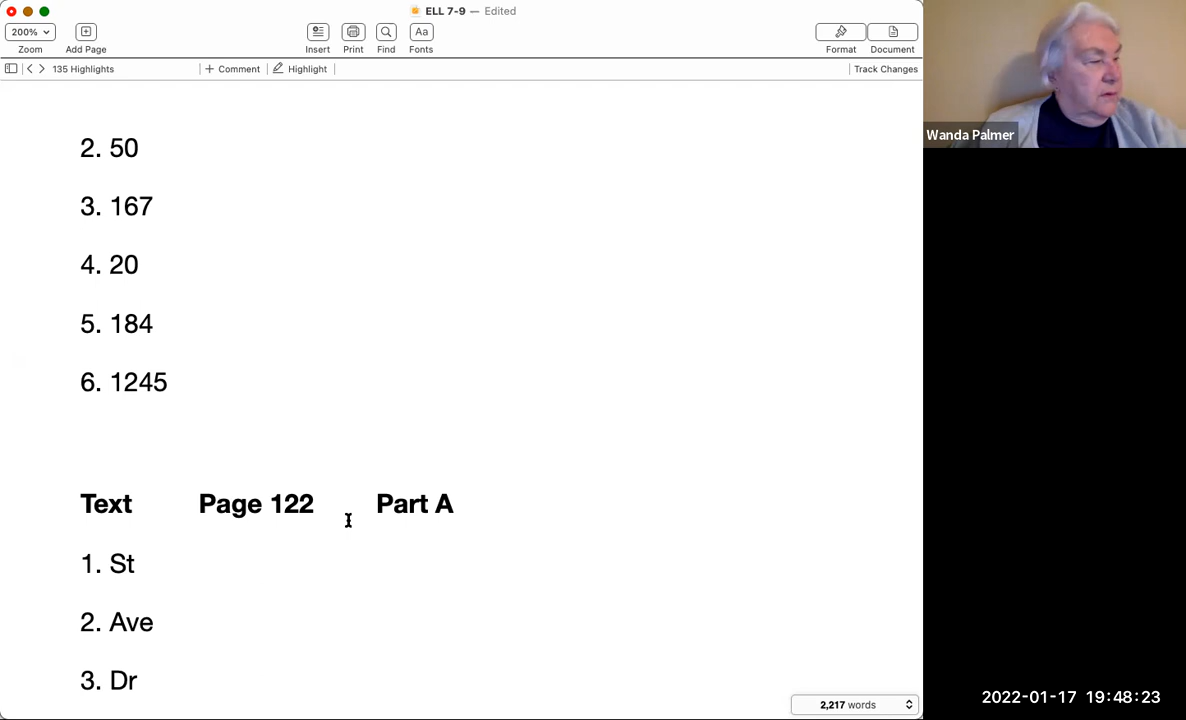 ELL 7-9 — Edited
200%
Zoom
Add Page
Insert
Print
Find
Aa
Fonts
Format
Document
135 Highlights
+ Comment
Highlight
Track Changes
2. 50
3. 167
4. 20
5. 184
6. 1245
Text Page 122 Part A
1. St
2. Ave
3. Dr
2,217 words
Wanda Palmer
2022-01-17 19:48:23